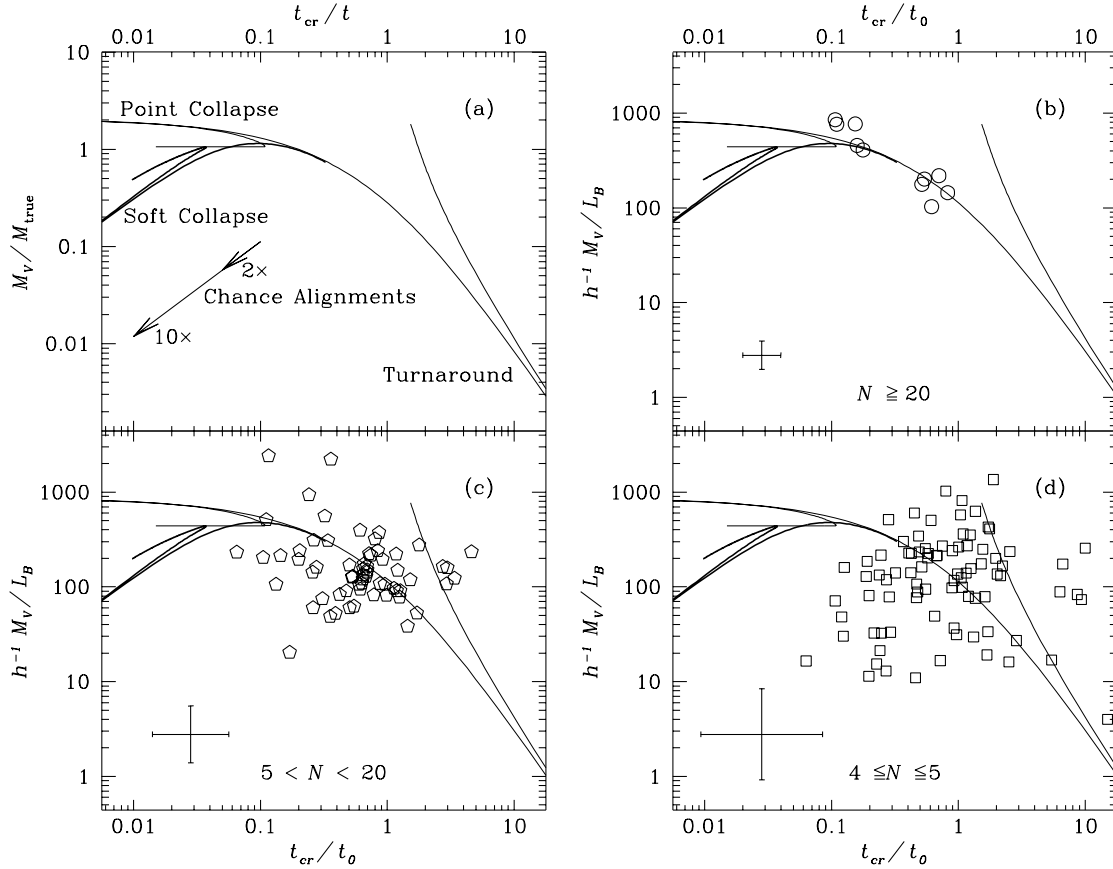 t_cr / t
t_cr / t_0
0.01 0.1 1 10
0.01 0.1 1 10
10
1
0.1
0.01
M_V / M_true
Point Collapse
(a)
Soft Collapse
2×
Chance Alignments
10×
Turnaround
1000
100
10
1
h⁻¹ M_V / L_B
(b)
N ≧ 20
1000
100
10
1
h⁻¹ M_V / L_B
(c)
5 < N < 20
0.01 0.1 1 10
t_cr / t_0
1000
100
10
1
h⁻¹ M_V / L_B
(d)
4 ≤N ≤5
0.01 0.1 1 10
t_cr / t_0